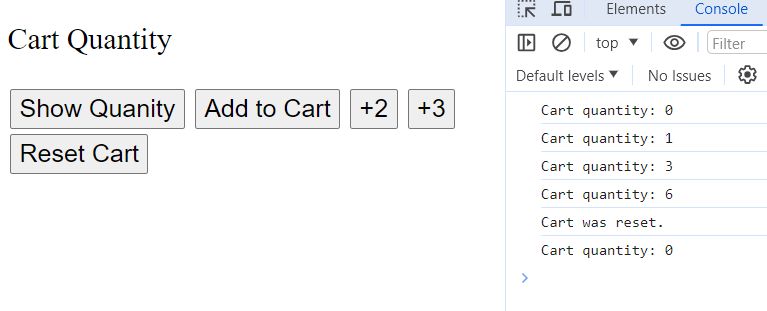 Cart Quantity
Show Quanity Add to Cart +2 +3
Reset Cart
Elements Console
top Filter
Default levels No Issues
Cart quantity: 0
Cart quantity: 1
Cart quantity: 3
Cart quantity: 6
Cart was reset.
Cart quantity: 0